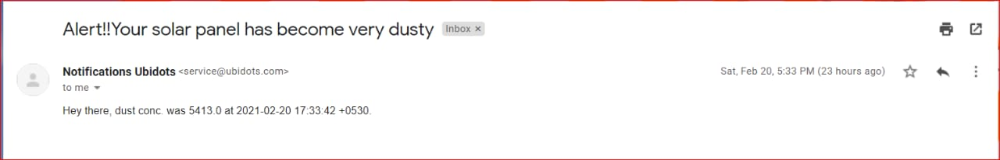 Alert!!Your solar panel has become very dusty Inbox ×
Notifications Ubidots <service@ubidots.com> Sat, Feb 20, 5:33 PM (23 hours ago)
to me
Hey there, dust conc. was 5413.0 at 2021-02-20 17:33:42 +0530.